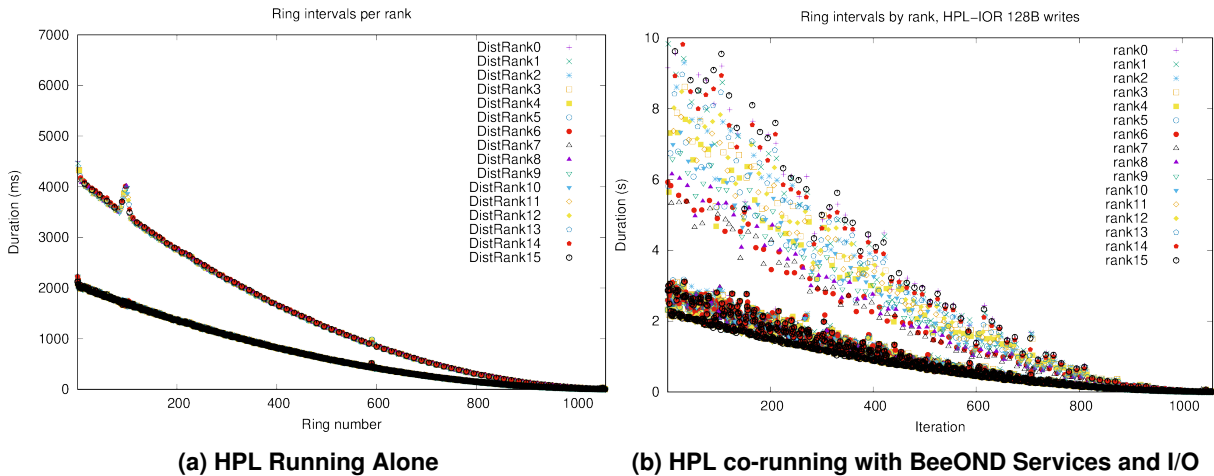 Ring intervals per rank
7000
6000
5000
4000
3000
2000
1000
0
Duration (ms)
200
400
600
800
1000
Ring number
DistRank0
DistRank1
DistRank2
DistRank3
DistRank4
DistRank5
DistRank6
DistRank7
DistRank8
DistRank9
DistRank10
DistRank11
DistRank12
DistRank13
DistRank14
DistRank15
(a) HPL Running Alone
Ring intervals by rank, HPL-IOR 128B writes
10
8
6
4
2
0
Duration (s)
200
400
600
800
1000
Iteration
rank0
rank1
rank2
rank3
rank4
rank5
rank6
rank7
rank8
rank9
rank10
rank11
rank12
rank13
rank14
rank15
(b) HPL co-running with BeeOND Services and I/O